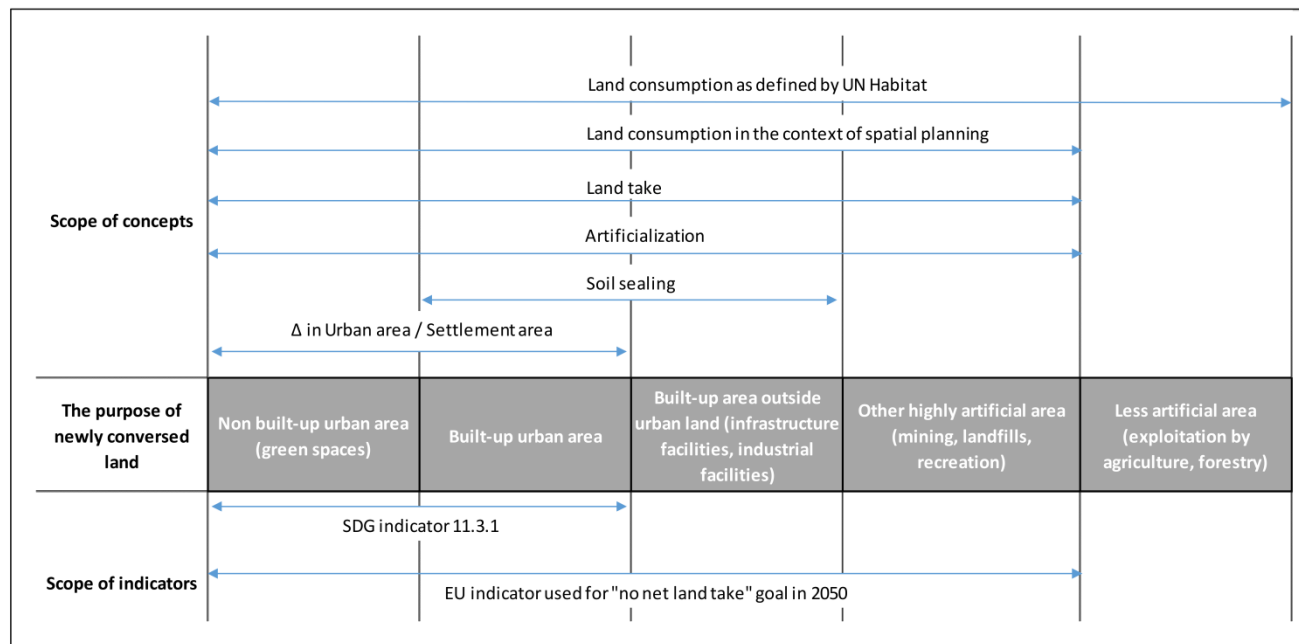 Land consumption as defined by UN Habitat
Land consumption in the context of spatial planning
Land take
Scope of concepts
Artificialization
Soil sealing
Δ in Urban area / Settlement area
The purpose of
newly conversed
land
Non built-up urban area
(green spaces)
Built-up urban area
Built-up area outside
urban land (infrastructure
facilities, industrial
facilities)
Other highly artificial area
(mining, landfills,
recreation)
Less artificial area
(exploitation by
agriculture, forestry)
SDG indicator 11.3.1
Scope of indicators
EU indicator used for "no net land take" goal in 2050